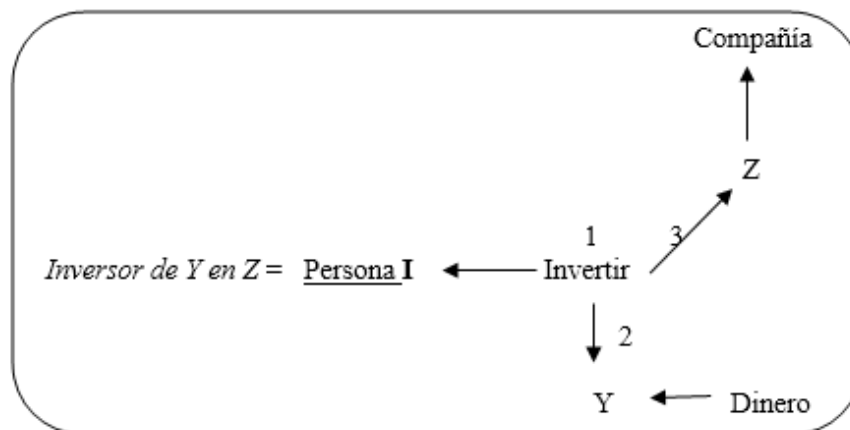 Compañía
Z
1
3
Inversor de Y en Z = Persona I
Invertir
2
Y
Dinero